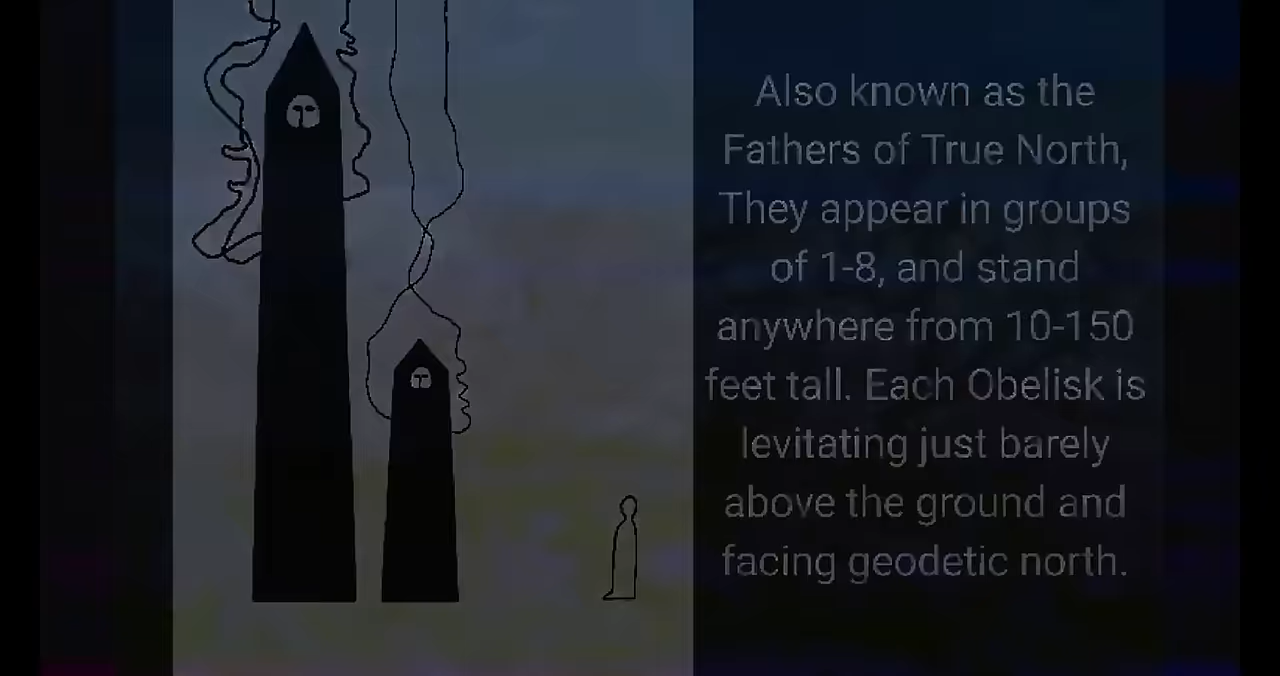 Also known as the
Fathers of True North,
They appear in groups
of 1-8, and stand
anywhere from 10-150
feet tall. Each Obelisk is
levitating just barely
above the ground and
facing geodetic north.